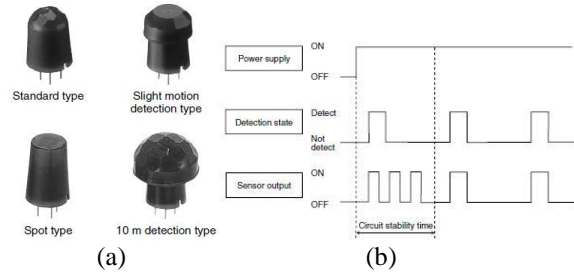 Standard type
Slight motion
detection type
Spot type
10 m detection type
(a)
Power supply
ON
OFF
Detection state
Detect
Not
detect
Sensor output
ON
OFF
Circuit stability time
(b)